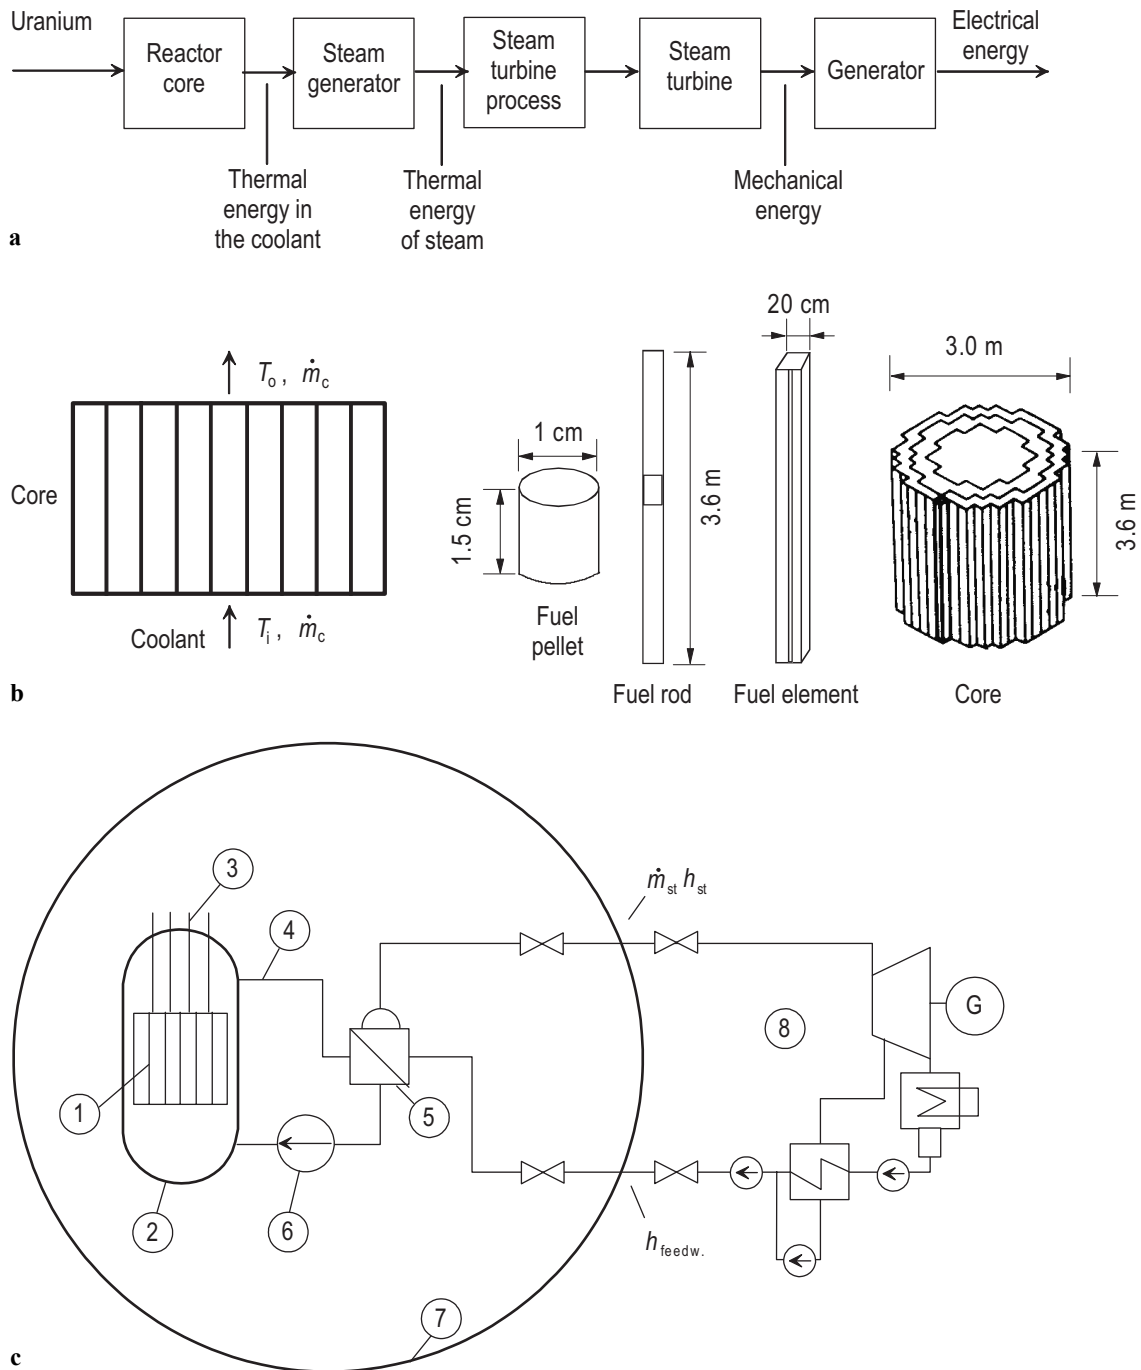 Uranium
Reactor
core
Steam
generator
Steam
turbine
process
Steam
turbine
Generator
Electrical
energy
Thermal
energy in
the coolant
Thermal
energy
of steam
Mechanical
energy
a
Core
T_o , ṁ_c
Coolant
T_i , ṁ_c
1 cm
1.5 cm
Fuel
pellet
3.6 m
Fuel rod
20 cm
Fuel element
3.0 m
3.6 m
Core
b
3
4
ṁ_st h_st
G
8
1
5
2
6
h_feedw.
7
c